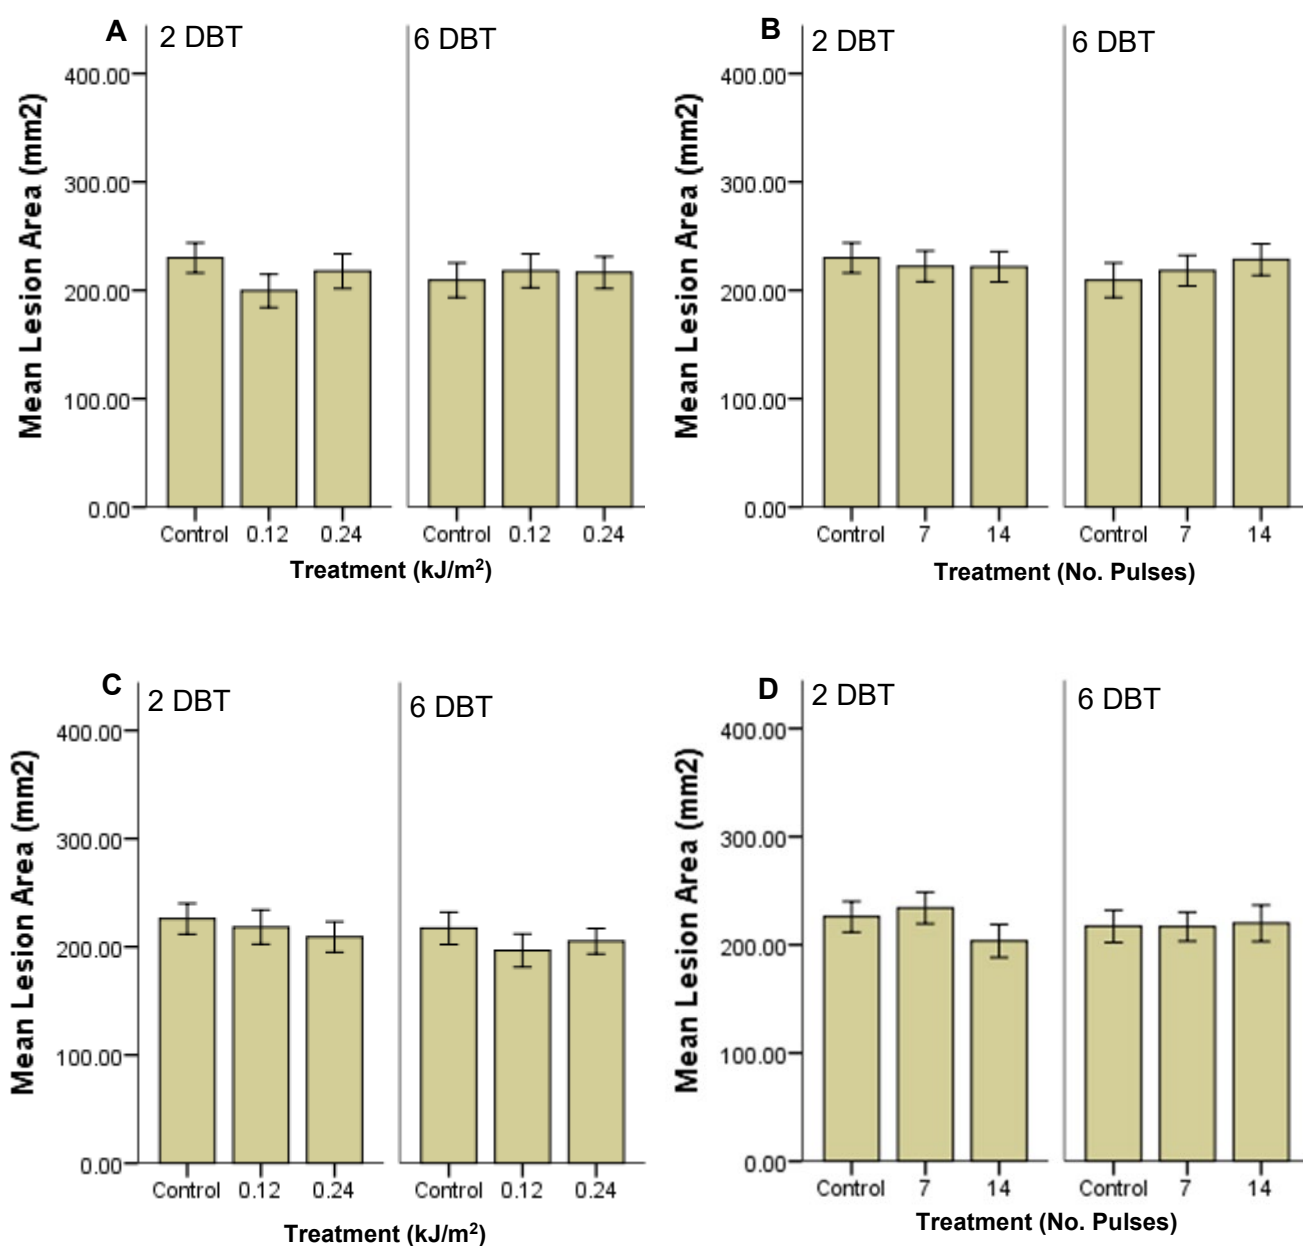 A
2 DBT
6 DBT
Mean Lesion Area (mm2)
400.00
300.00
200.00
100.00
0.00
Control 0.12 0.24 Control 0.12 0.24
Treatment (kJ/m²)
B
2 DBT
6 DBT
Mean Lesion Area (mm2)
400.00
300.00
200.00
100.00
0.00
Control 7 14 Control 7 14
Treatment (No. Pulses)
C
2 DBT
6 DBT
Mean Lesion Area (mm2)
400.00
300.00
200.00
100.00
0.00
Control 0.12 0.24 Control 0.12 0.24
Treatment (kJ/m²)
D
2 DBT
6 DBT
Mean Lesion Area (mm2)
400.00
300.00
200.00
100.00
0.00
Control 7 14 Control 7 14
Treatment (No. Pulses)